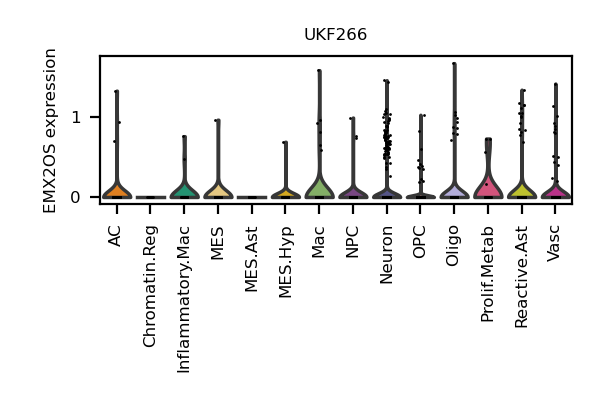 UKF266
EMX2OS expression
1
0
AC
Chromatin.Reg
Inflammatory.Mac
MES
MES.Ast
MES.Hyp
Mac
NPC
Neuron
OPC
Oligo
Prolif.Metab
Reactive.Ast
Vasc